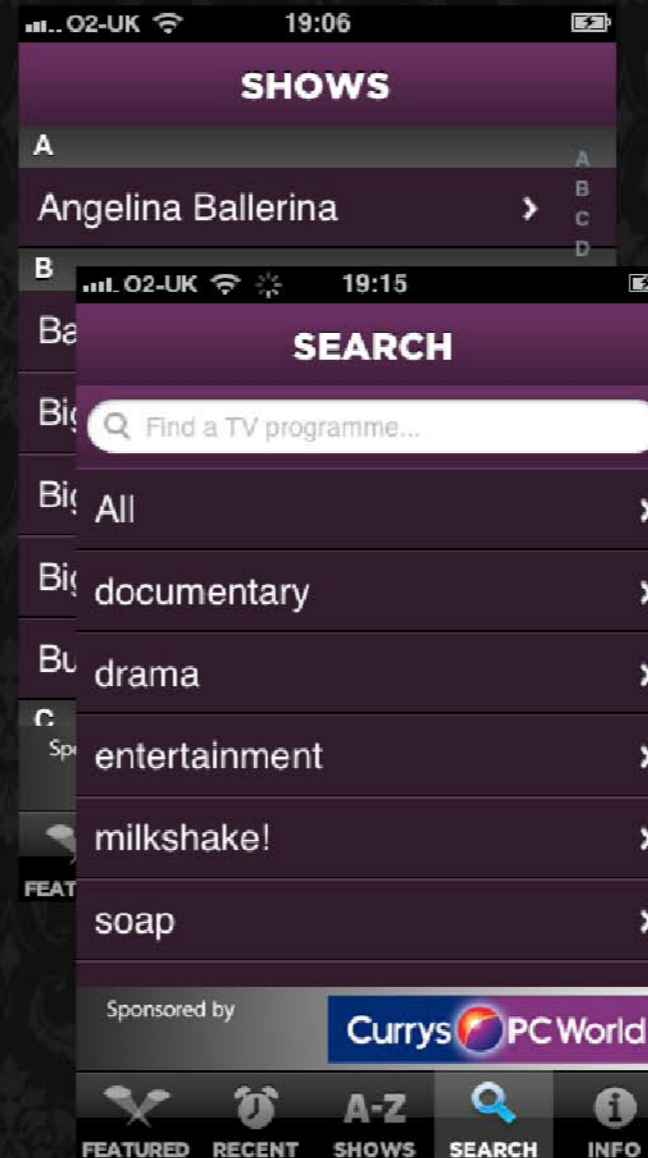 O2-UK 19:06
SHOWS
A
Angelina Ballerina
A
B
C
D
B
C
O2-UK 19:15
SEARCH
Find a TV programme...
All
documentary
drama
entertainment
milkshake!
soap
Sponsored by
Currys PC World
FEATURED RECENT A-Z SHOWS SEARCH INFO